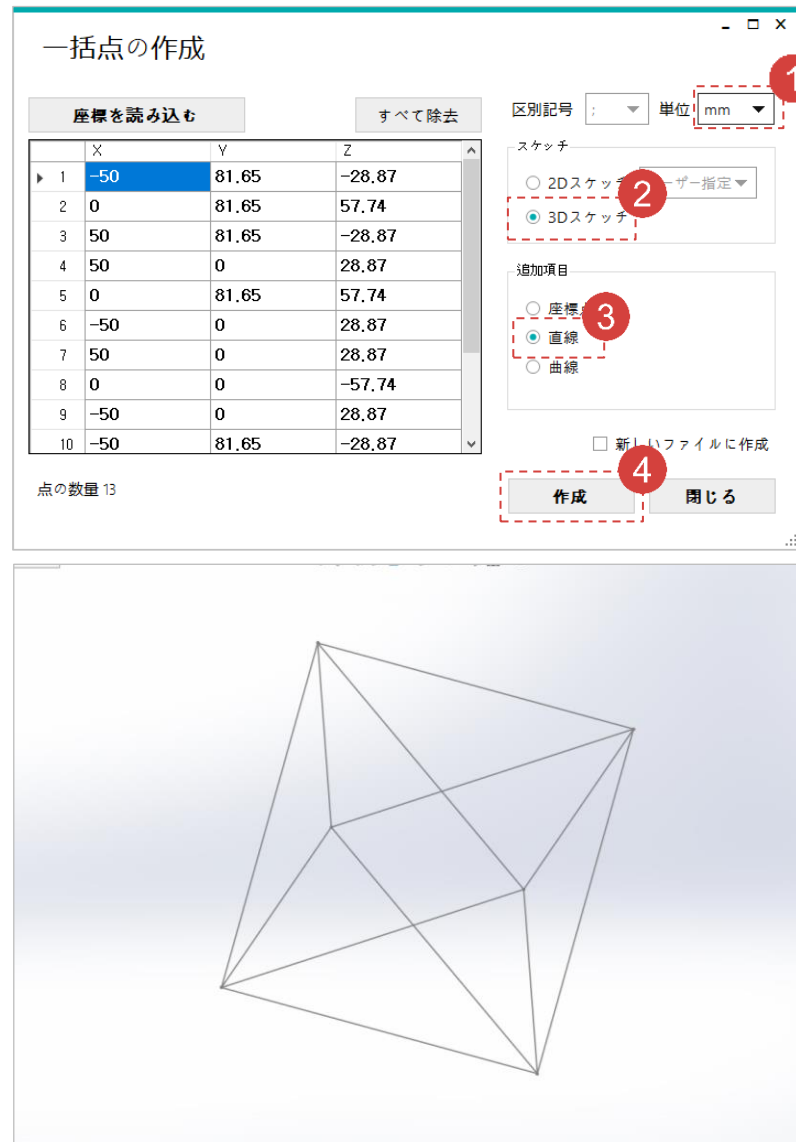 一括点の作成
座標を読み込む
すべて除去
区別記号 ; 単位 mm
1
X Y Z
1 -50 81.65 -28.87
2 0 81.65 57.74
3 50 81.65 -28.87
4 50 0 28.87
5 0 81.65 57.74
6 -50 0 28.87
7 50 0 28.87
8 0 0 -57.74
9 -50 0 28.87
10 -50 81.65 -28.87
点の数量 13
スケッチ
2Dスケッチ ーザー指定
2
3Dスケッチ
追加項目
座標
3
直線
曲線
新しいファイルに作成
4
作成
閉じる